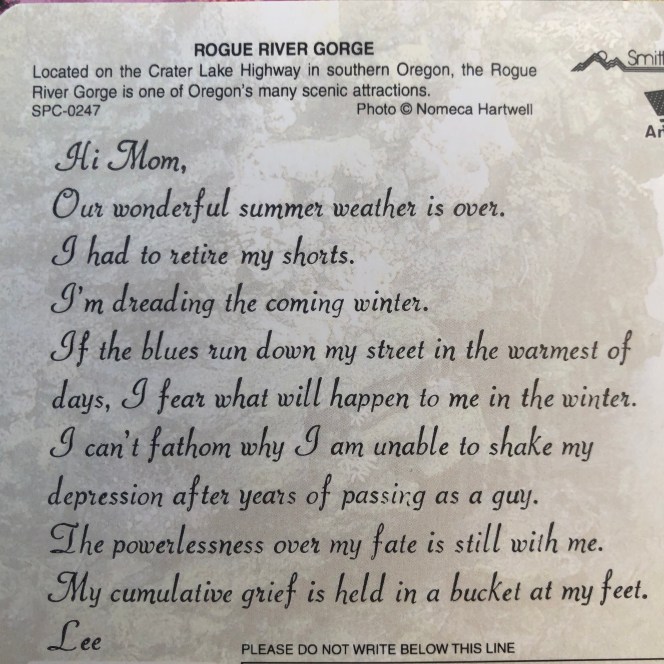 ROGUE RIVER GORGE
Located on the Crater Lake Highway in southern Oregon, the Rogue
River Gorge is one of Oregon's many scenic attractions.
SPC-0247 Photo © Nomeca Hartwell
Hi Mom,
Our wonderful summer weather is over.
I had to retire my shorts.
I'm dreading the coming winter.
If the blues run down my street in the warmest of
days, I fear what will happen to me in the winter.
I can't fathom why I am unable to shake my
depression after years of passing as a guy.
The powerlessness over my fate is still with me.
My cumulative grief is held in a bucket at my feet.
Lee
PLEASE DO NOT WRITE BELOW THIS LINE